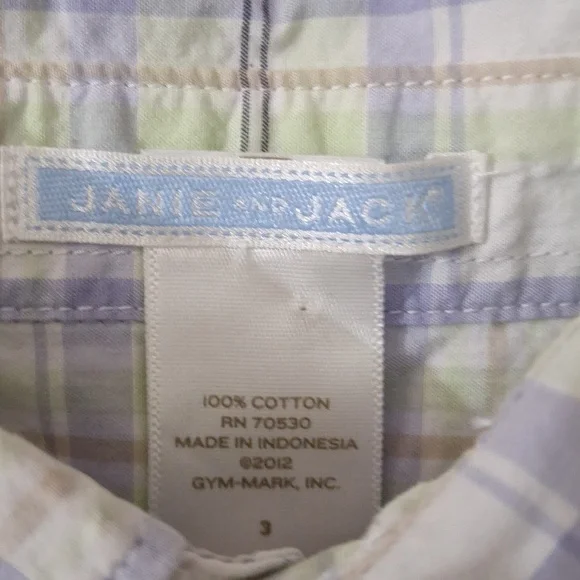 JANIE AND JACK
100% COTTON
RN 70530
MADE IN INDONESIA
©2012
GYM-MARK, INC.
3